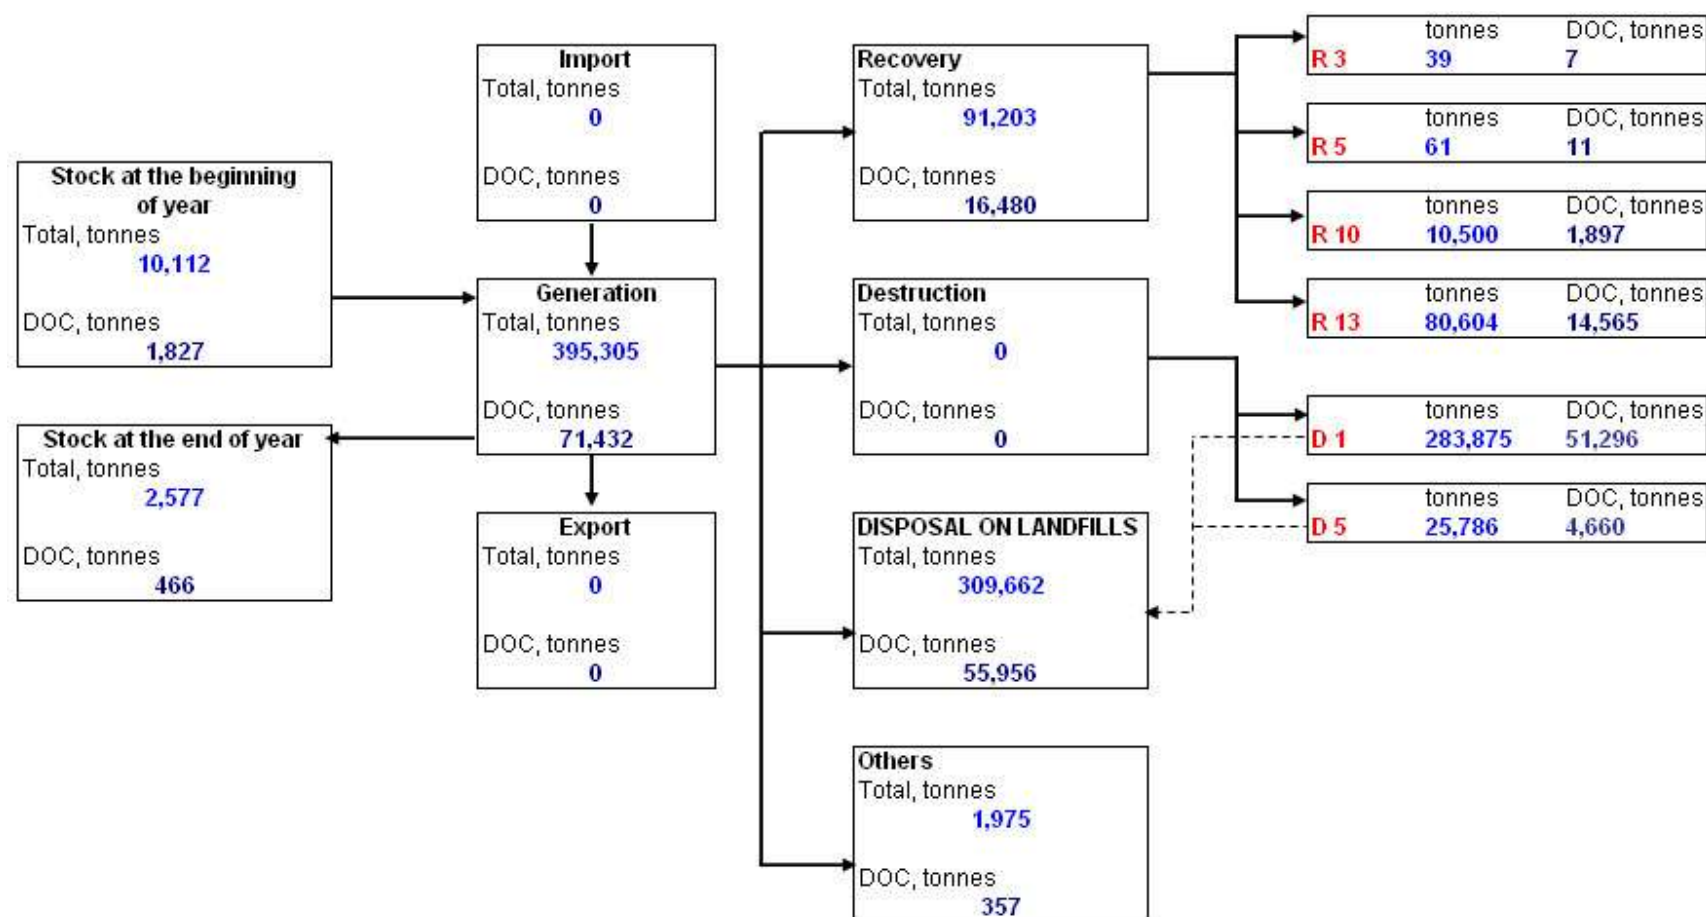 Stock at the beginning
of year
Total, tonnes
10,112
DOC, tonnes
1,827
Stock at the end of year
Total, tonnes
2,577
DOC, tonnes
466
Import
Total, tonnes
0
DOC, tonnes
0
Generation
Total, tonnes
395,305
DOC, tonnes
71,432
Export
Total, tonnes
0
DOC, tonnes
0
Recovery
Total, tonnes
91,203
DOC, tonnes
16,480
Destruction
Total, tonnes
0
DOC, tonnes
0
DISPOSAL ON LANDFILLS
Total, tonnes
309,662
DOC, tonnes
55,956
Others
Total, tonnes
1,975
DOC, tonnes
357
tonnes DOC, tonnes
R 3 39 7
tonnes DOC, tonnes
R 5 61 11
tonnes DOC, tonnes
R 10 10,500 1,897
tonnes DOC, tonnes
R 13 80,604 14,565
tonnes DOC, tonnes
D 1 283,875 51,296
tonnes DOC, tonnes
D 5 25,786 4,660